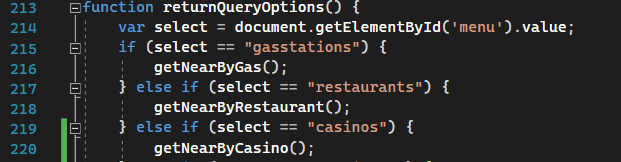 213 function returnQueryOptions() {
214 var select = document.getElementById('menu').value;
215 if (select == "gasstations") {
216 getNearByGas();
217 } else if (select == "restaurants") {
218 getNearByRestaurant();
219 } else if (select == "casinos") {
220 getNearByCasino();